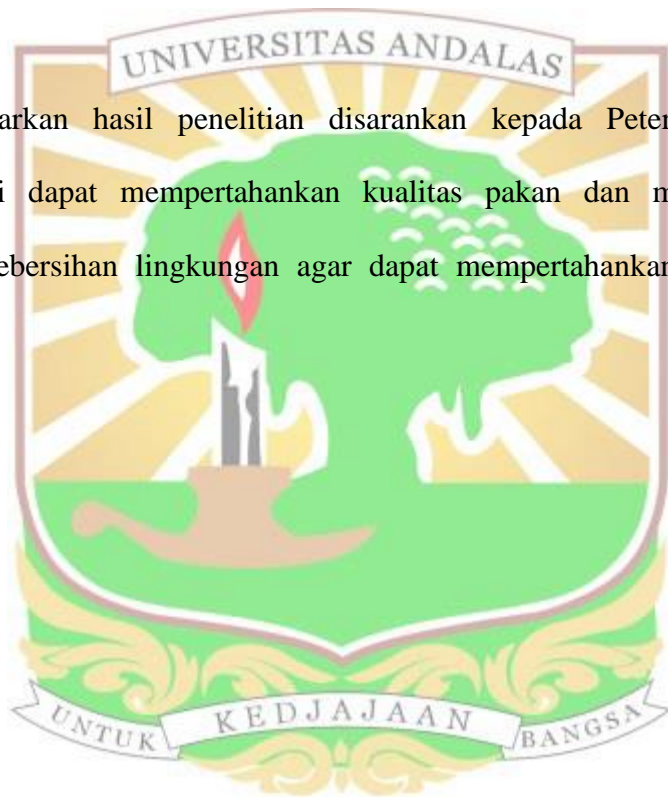 UNIVERSITAS ANDALAS
arkan hasil penelitian disarankan kepada Peter
i dapat mempertahankan kualitas pakan dan m
ebersihan lingkungan agar dapat mempertahankan
UNTUK KEDJAJAAN BANGSA